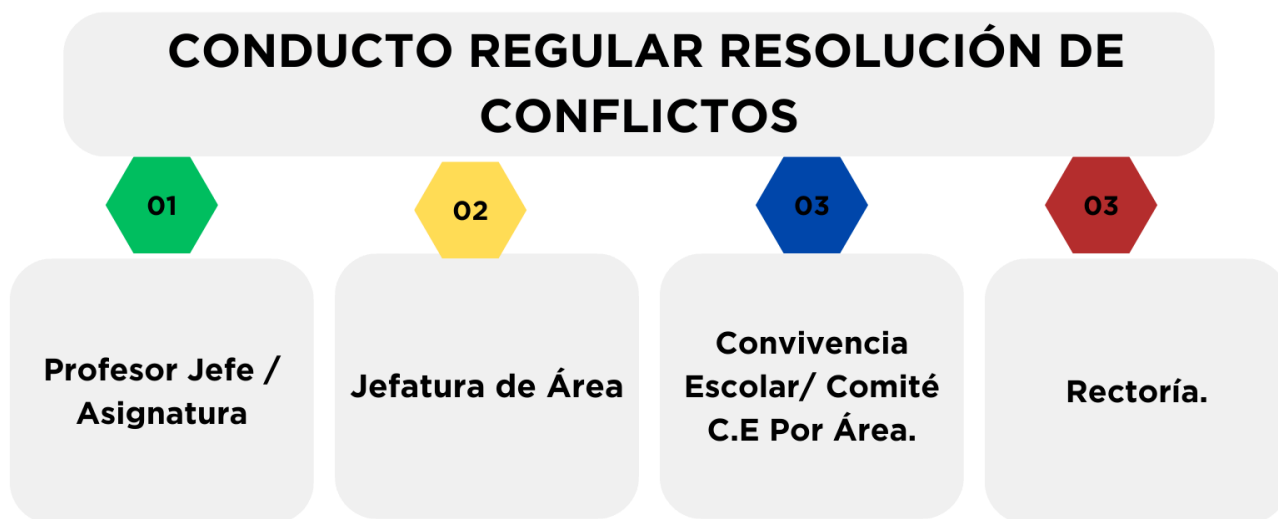 CONDUCTO REGULAR RESOLUCIÓN DE
CONFLICTOS
01
02
03
03
Profesor Jefe /
Asignatura
Jefatura de Área
Convivencia
Escolar/ Comité
C.E Por Área.
Rectoría.